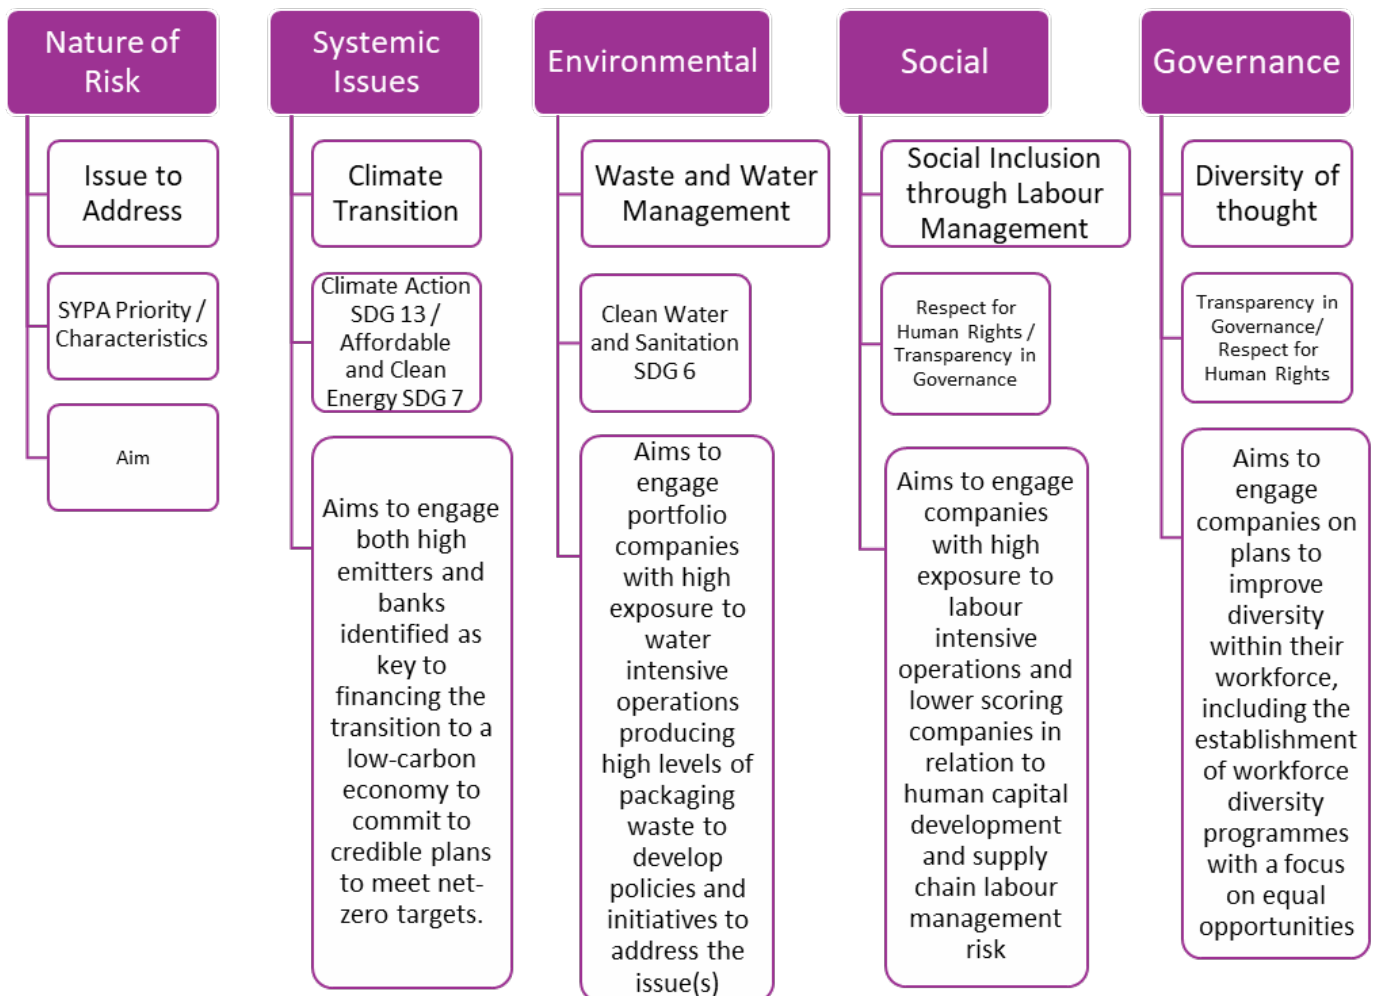 Nature of
Risk
Issue to
Address
SYPA Priority /
Characteristics
Aim
Systemic
Issues
Climate
Transition
Climate Action
SDG 13 /
Affordable
and Clean
Energy SDG 7
Aims to engage
both high
emitters and
banks
identified as
key to
financing the
transition to a
low-carbon
economy to
commit to
credible plans
to meet net-
zero targets.
Environmental
Waste and Water
Management
Clean Water
and Sanitation
SDG 6
Aims to
engage
portfolio
companies
with high
exposure to
water
intensive
operations
producing
high levels of
packaging
waste to
develop
policies and
initiatives to
address the
issue(s)
Social
Social Inclusion
through Labour
Management
Respect for
Human Rights /
Transparency in
Governance
Aims to engage
companies
with high
exposure to
labour
intensive
operations and
lower scoring
companies in
relation to
human capital
development
and supply
chain labour
management
risk
Governance
Diversity of
thought
Transparency in
Governance/
Respect for
Human Rights
Aims to
engage
companies on
plans to
improve
diversity
within their
workforce,
including the
establishment
of workforce
diversity
programmes
with a focus
on equal
opportunities